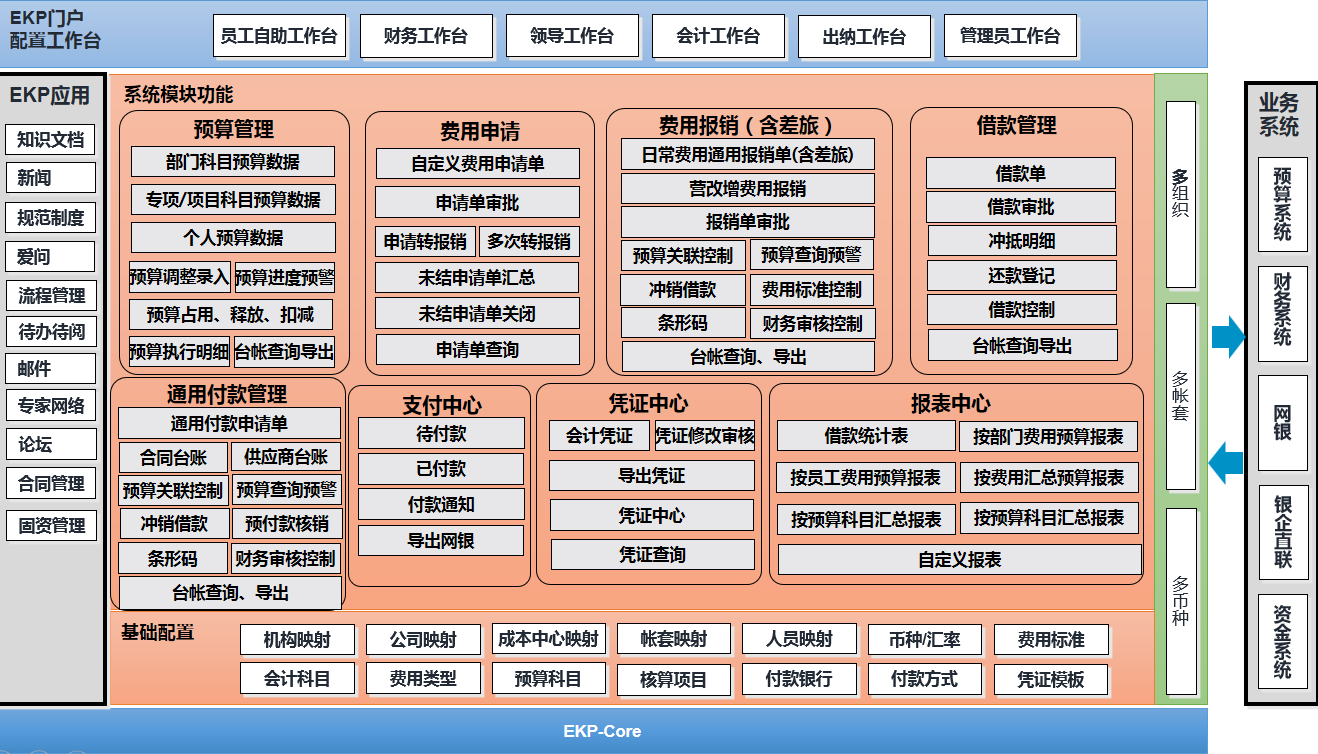 EKP门户
配置工作台
员工自助工作台
财务工作台
领导工作台
会计工作台
出纳工作台
管理员工作台
EKP应用
知识文档
新闻
规范制度
爱问
流程管理
待办待阅
邮件
专家网络
论坛
合同管理
固资管理
系统模块功能
预算管理
部门科目预算数据
专项/项目科目预算数据
个人预算数据
预算调整录入
预算进度预警
预算占用、释放、扣减
预算执行明细
台帐查询导出
费用申请
自定义费用申请单
申请单审批
申请转报销
多次转报销
未结申请单汇总
未结申请单关闭
申请单查询
费用报销（含差旅）
日常费用通用报销单(含差旅)
营改增费用报销
报销单审批
预算关联控制
预算查询预警
冲销借款
费用标准控制
条形码
财务审核控制
台帐查询、导出
借款管理
借款单
借款审批
冲抵明细
还款登记
借款控制
台帐查询导出
通用付款管理
通用付款申请单
合同台账
供应商台账
预算关联控制
预算查询预警
冲销借款
预付款核销
条形码
财务审核控制
台帐查询、导出
支付中心
待付款
已付款
付款通知
导出网银
凭证中心
会计凭证
凭证修改审核
导出凭证
凭证中心
凭证查询
报表中心
借款统计表
按部门费用预算报表
按员工费用预算报表
按费用汇总预算报表
按预算科目汇总报表
按预算科目汇总报表
自定义报表
基础配置
机构映射
公司映射
成本中心映射
帐套映射
人员映射
币种/汇率
费用标准
会计科目
费用类型
预算科目
核算项目
付款银行
付款方式
凭证模板
多组织
多帐套
多币种
业务
系统
预算系统
财务系统
网银
银企直联
资金系统
EKP-Core